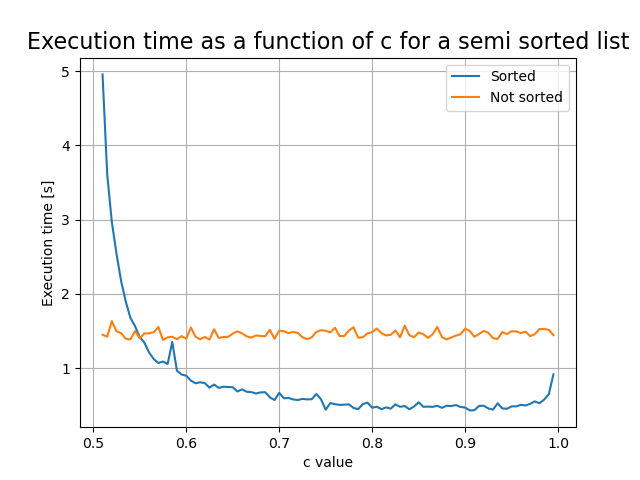 Execution time as a function of c for a semi sorted list
Sorted
Not sorted
Execution time [s]
5
4
3
2
1
0.5 0.6 0.7 0.8 0.9 1.0
c value